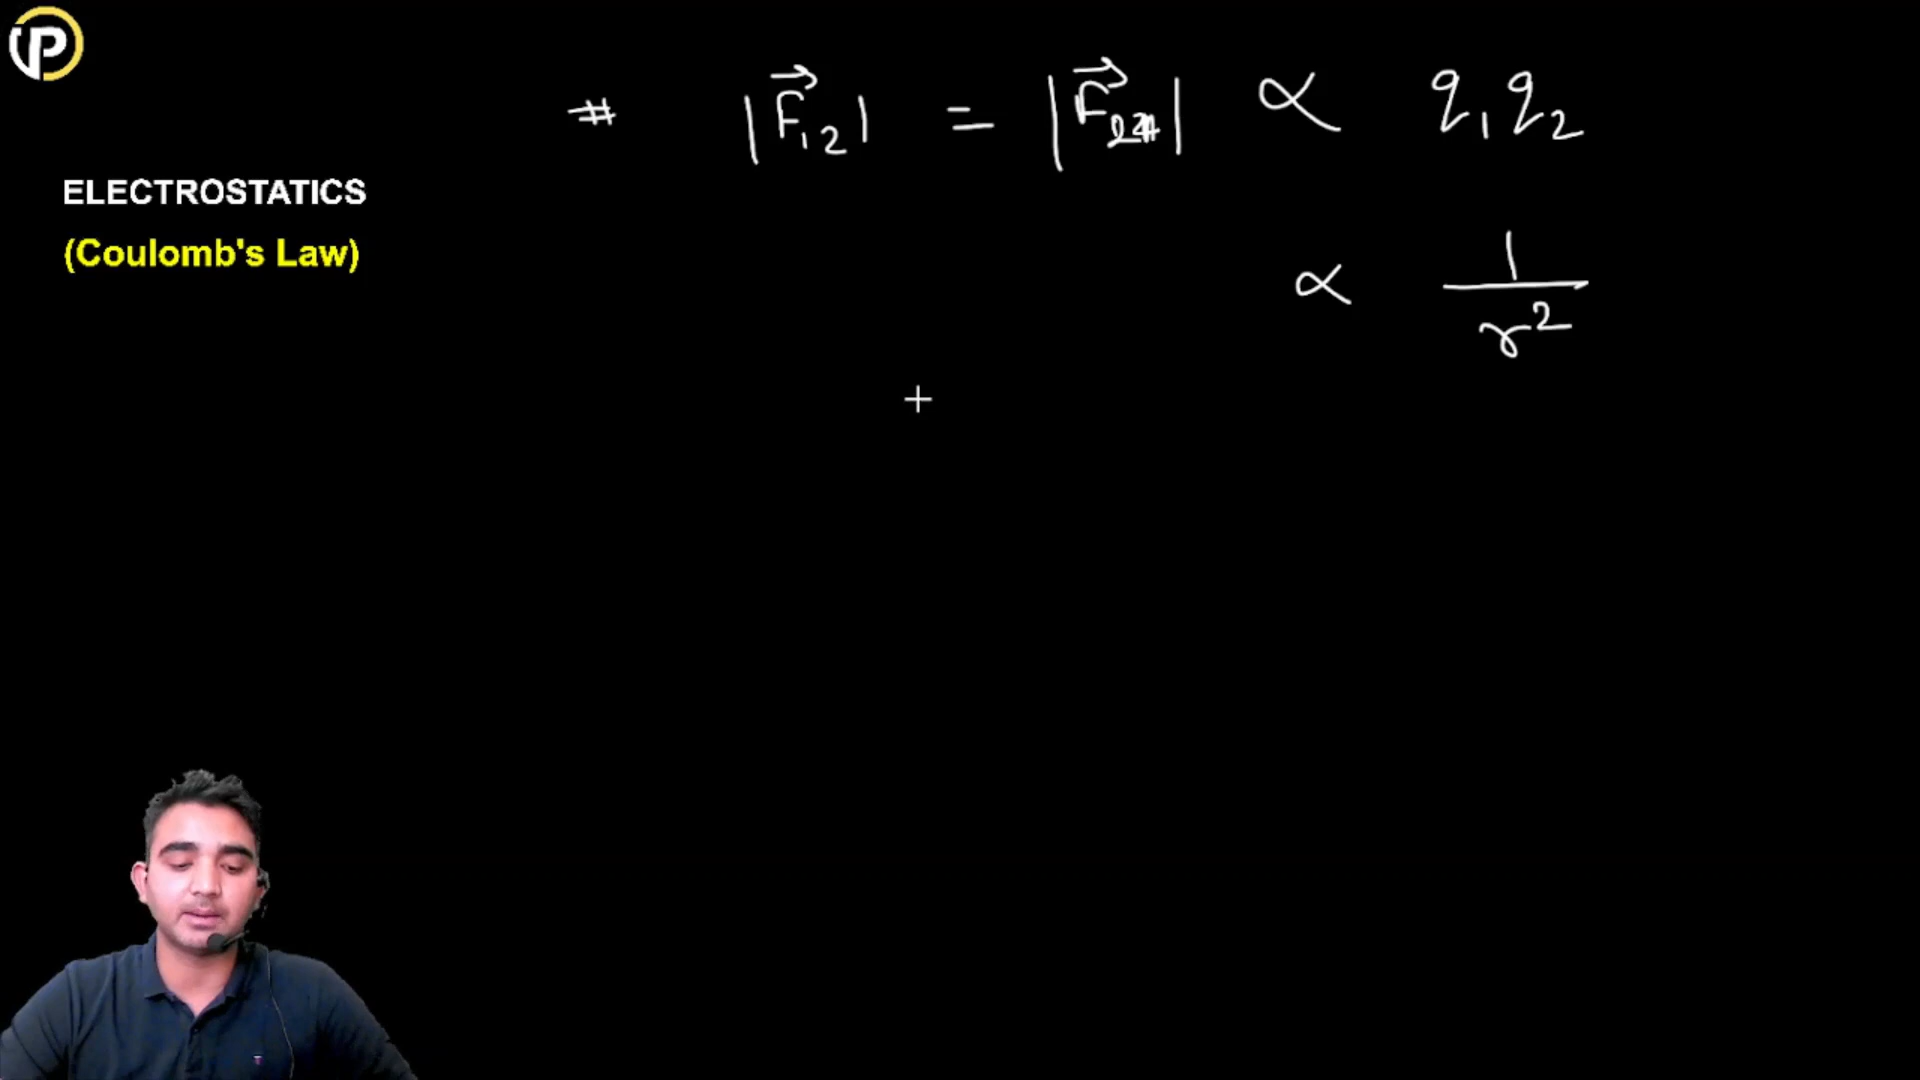 P
# |F⃗₁₂| = |F⃗₂₁| ∝ q₁q₂
ELECTROSTATICS
(Coulomb's Law)
∝ 1/r²